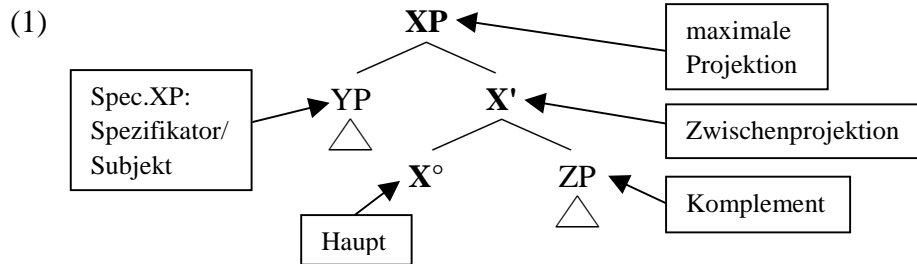 (1)
XP
maximale
Projektion
Spec.XP:
Spezifikator/
Subjekt
YP
X'
Zwischenprojektion
X°
ZP
Komplement
Haupt